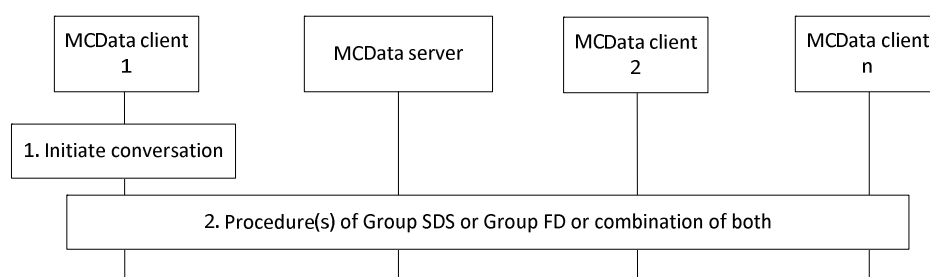 MCData client
1
MCData server
MCData client
2
MCData client
n
1. Initiate conversation
2. Procedure(s) of Group SDS or Group FD or combination of both